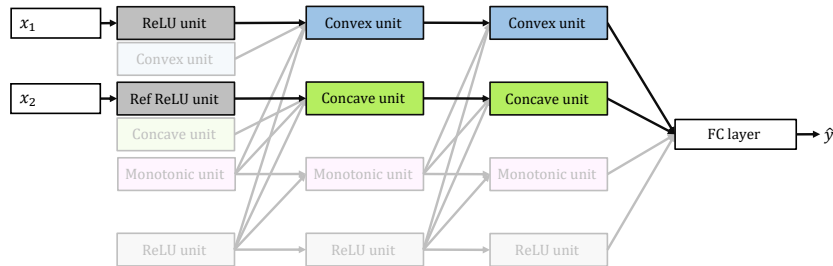 x₁ ReLU unit Convex unit Convex unit
Convex unit
x₂ Ref ReLU unit Concave unit Concave unit
Concave unit FC layer ŷ
Monotonic unit Monotonic unit Monotonic unit
ReLU unit ReLU unit ReLU unit